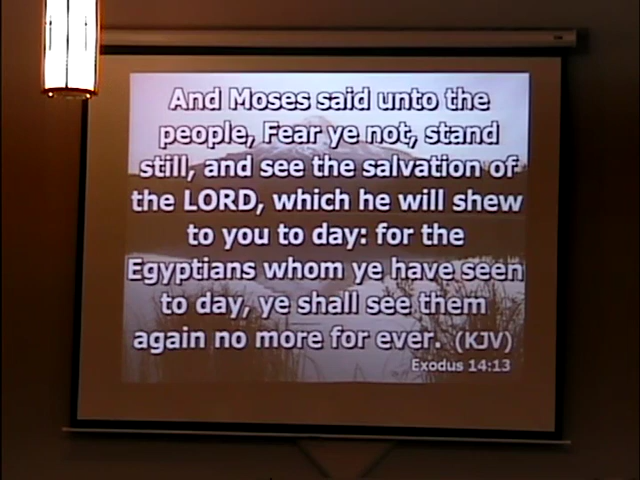 And Moses said unto the
people, Fear ye not, stand
still, and see the salvation of
the LORD, which he will shew
to you to day: for the
Egyptians whom ye have seen
to day, ye shall see them
again no more for ever. (KJV)
Exodus 14:13